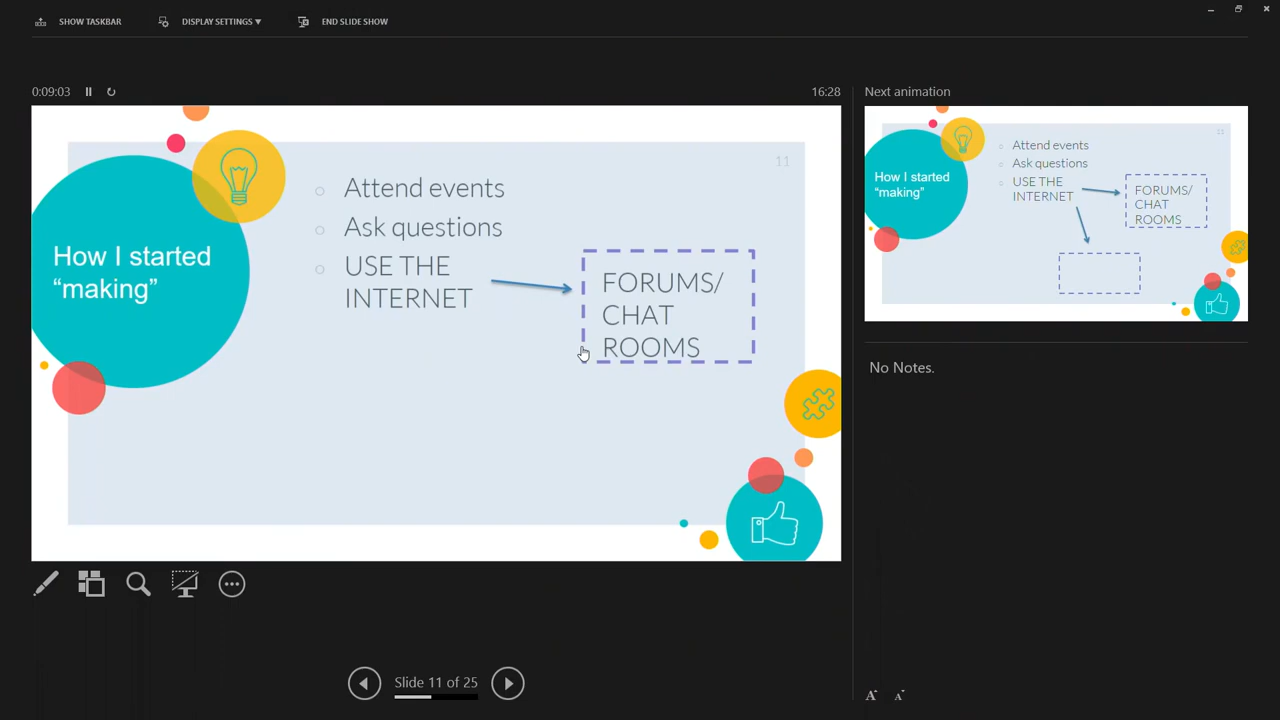 SHOW TASKBAR
DISPLAY SETTINGS ▼
END SLIDE SHOW
0:09:03
16:28
Next animation
11
How I started
“making”
Attend events
Ask questions
USE THE
INTERNET
FORUMS/
CHAT
ROOMS
11
How I started
“making”
Attend events
Ask questions
USE THE
INTERNET
FORUMS/
CHAT
ROOMS
No Notes.
Slide 11 of 25
A A